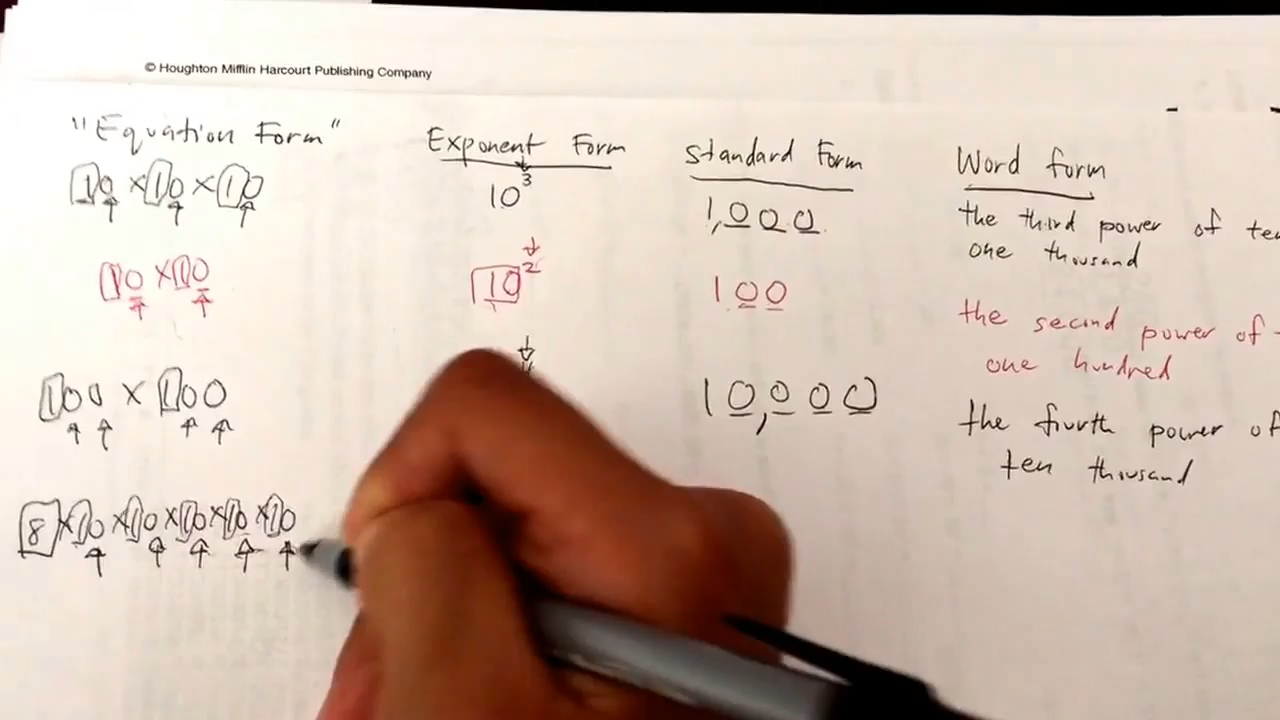 © Houghton Mifflin Harcourt Publishing Company
"Equation Form" Exponent Form Standard Form Word form
10 × 10 × 10 10³ 1,000 the third power of
one thousand
10 × 10 10² 100 the second power of
one hundred
100 × 100 10,000 the fourth power of
ten thousand
8 × 10 × 10 × 10 × 10 × 10